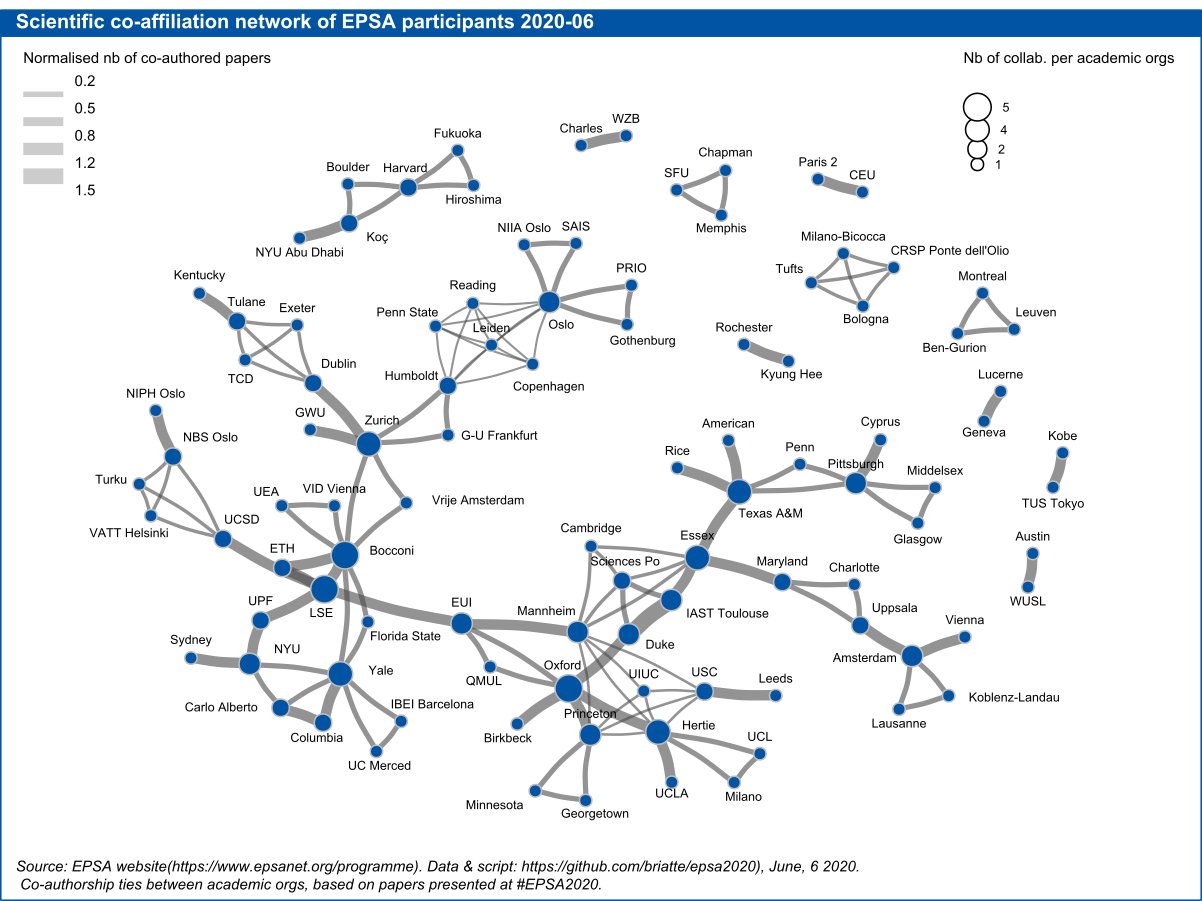 Scientific co-affiliation network of EPSA participants 2020-06
Normalised nb of co-authored papers
Nb of collab. per academic orgs
0.2
0.5
0.8
1.2
1.5
5
4
2
1
Charles
WZB
Fukuoka
Boulder
Harvard
Hiroshima
Koç
NYU Abu Dhabi
Chapman
SFU
Memphis
Paris 2
CEU
NIIA Oslo
SAIS
Milano-Bicocca
CRSP Ponte dell'Olio
Tufts
Bologna
Kentucky
Tulane
Exeter
TCD
Dublin
Reading
Penn State
Leiden
Oslo
PRIO
Gothenburg
Copenhagen
Humboldt
Montreal
Leuven
Ben-Gurion
Rochester
Kyung Hee
Lucerne
Geneva
NIPH Oslo
NBS Oslo
GWU
Zurich
G-U Frankfurt
American
Rice
Penn
Cyprus
Pittsburgh
Middelsex
Kobe
TUS Tokyo
Turku
VATT Helsinki
UCSD
UEA
VID Vienna
Vrije Amsterdam
Texas A&M
Glasgow
ETH
Bocconi
Cambridge
Sciences Po
Essex
Maryland
Charlotte
Austin
WUSL
LSE
UPF
EUI
Mannheim
IAST Toulouse
Uppsala
Vienna
Florida State
Duke
Sydney
NYU
Yale
QMUL
Oxford
UIUC
USC
Leeds
Amsterdam
Koblenz-Landau
Lausanne
Carlo Alberto
Columbia
IBEI Barcelona
UC Merced
Birkbeck
Princeton
Hertie
UCL
Minnesota
Georgetown
UCLA
Milano
Source: EPSA website(https://www.epsanet.org/programme). Data & script: https://github.com/briatte/epsa2020), June, 6 2020.
Co-authorship ties between academic orgs, based on papers presented at #EPSA2020.